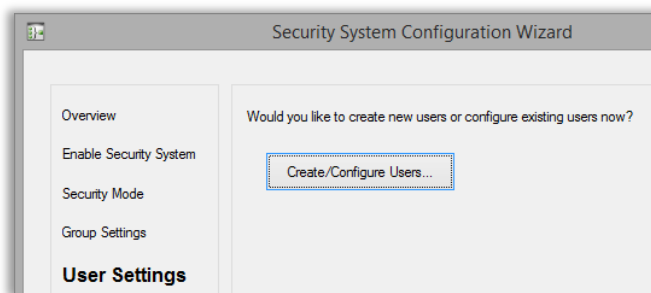 Security System Configuration Wizard
Overview
Enable Security System
Security Mode
Group Settings
User Settings
Would you like to create new users or configure existing users now?
Create/Configure Users...